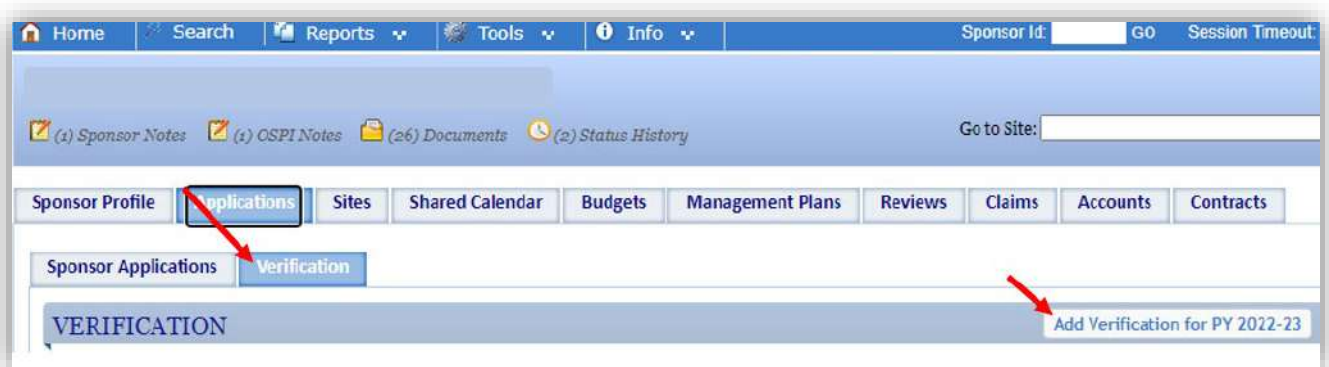 Home Search Reports Tools Info Sponsor Id: GO Session Timeout:
(1) Sponsor Notes (1) OSPI Notes (26) Documents (2) Status History Go to Site:
Sponsor Profile Applications Sites Shared Calendar Budgets Management Plans Reviews Claims Accounts Contracts
Sponsor Applications Verification
VERIFICATION Add Verification for PY 2022-23